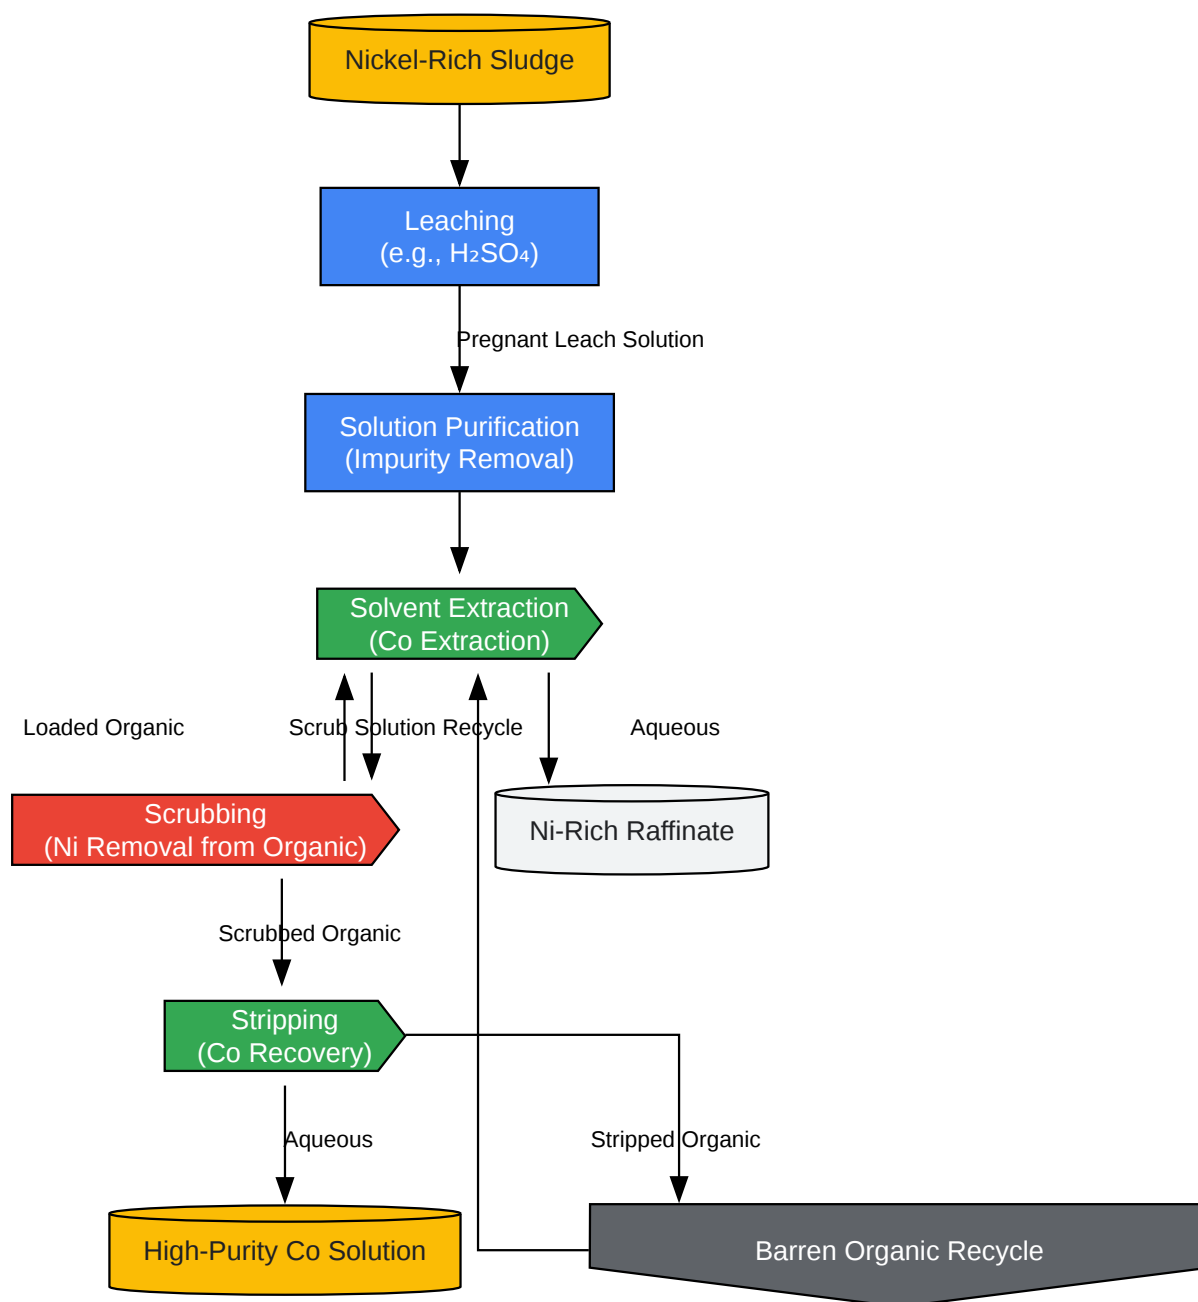 Nickel-Rich Sludge
Leaching
(e.g., H₂SO₄)
Pregnant Leach Solution
Solution Purification
(Impurity Removal)
Solvent Extraction
(Co Extraction)
Loaded Organic
Scrub Solution Recycle
Aqueous
Scrubbing
(Ni Removal from Organic)
Ni-Rich Raffinate
Scrubbed Organic
Stripping
(Co Recovery)
Aqueous
Stripped Organic
High-Purity Co Solution
Barren Organic Recycle